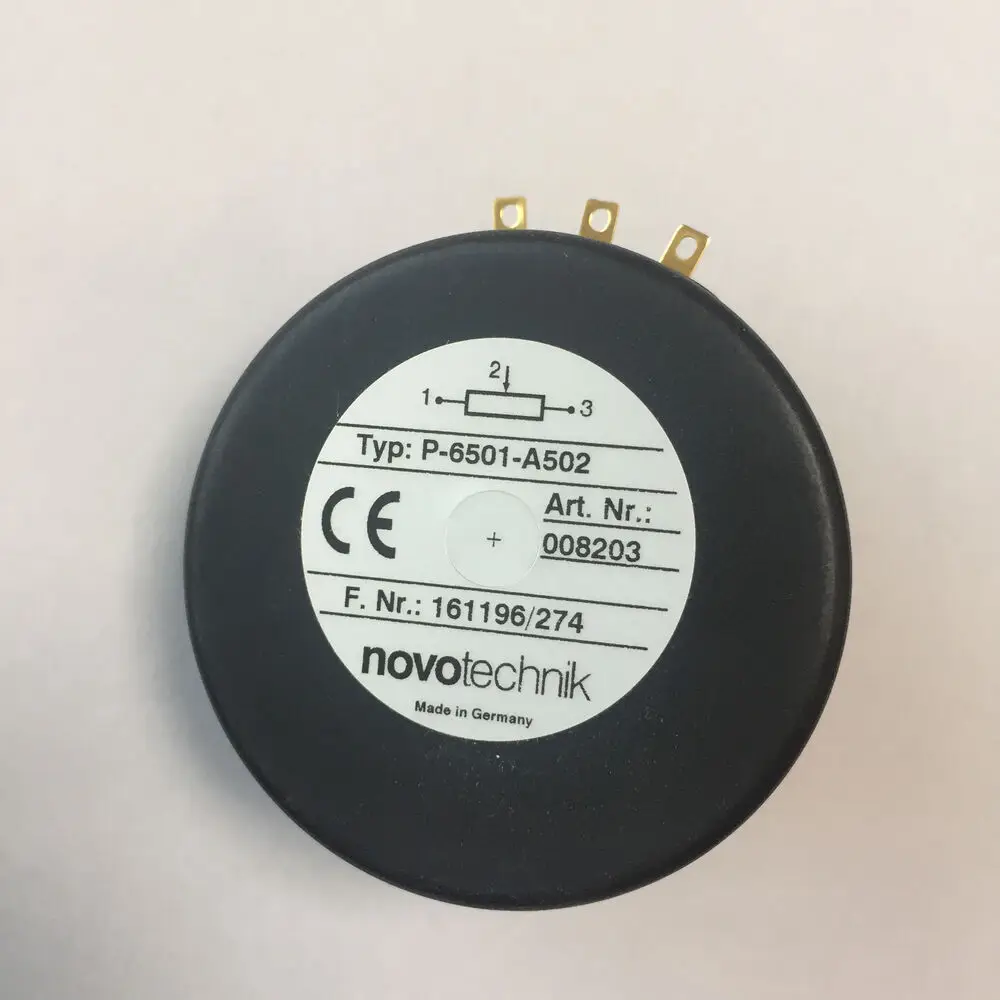 2
1 3
Typ: P-6501-A502
CE Art. Nr.:
008203
F. Nr.: 161196/274
novotechnik
Made in Germany